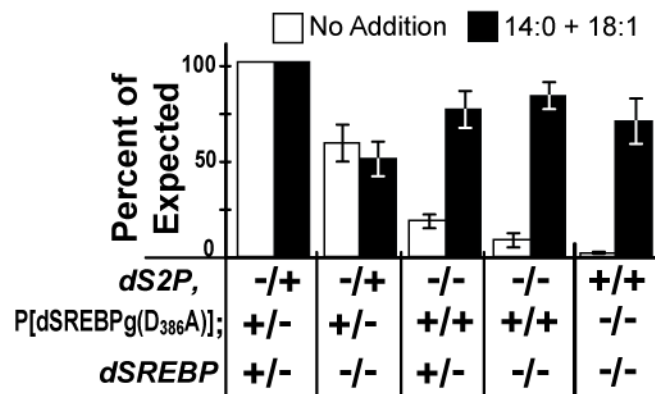 No Addition 14:0 + 18:1
Percent of
Expected
100
50
0
dS2P, -/+ -/+ -/- -/- +/+
P[dSREBPg(D386A)]; +/- +/- +/+ +/+ -/-
dSREBP +/- -/- +/- -/- -/-